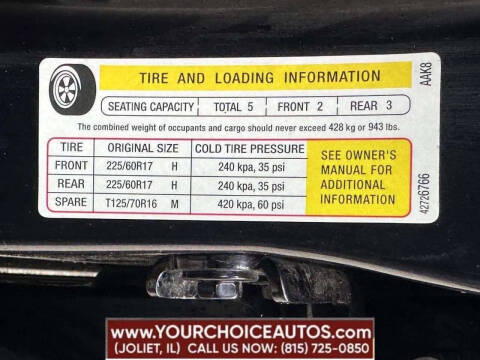 TIRE AND LOADING INFORMATION
SEATING CAPACITY TOTAL 5 FRONT 2 REAR 3
The combined weight of occupants and cargo should never exceed 428 kg or 943 lbs.
TIRE ORIGINAL SIZE COLD TIRE PRESSURE
FRONT 225/60R17 H 240 kpa, 35 psi
REAR 225/60R17 H 240 kpa, 35 psi
SPARE T125/70R16 M 420 kpa, 60 psi
SEE OWNER'S
MANUAL FOR
ADDITIONAL
INFORMATION
AAK8
42726766
WWW.YOURCHOICEAUTOS.COM
(JOLIET, IL) CALL US NOW: (815) 725-0850